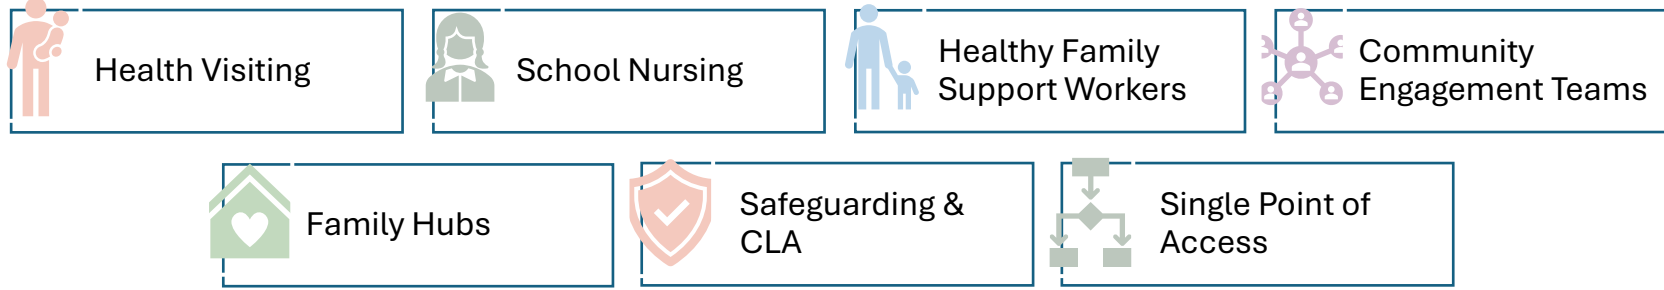 Health Visiting
School Nursing
Healthy Family
Support Workers
Community
Engagement Teams
Family Hubs
Safeguarding &
CLA
Single Point of
Access